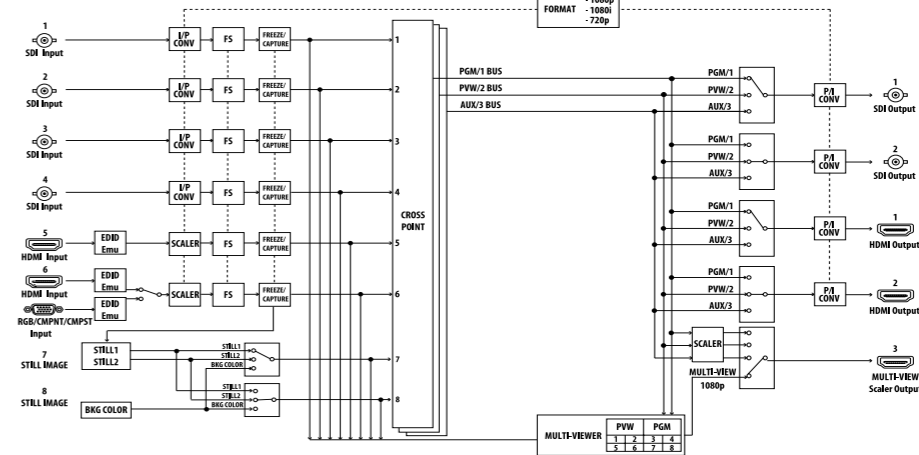 FORMAT
- 1080p
- 1080i
- 720p
1
SDI Input
I/P
CONV
FS
FREEZE/
CAPTURE
1
2
SDI Input
I/P
CONV
FS
FREEZE/
CAPTURE
2
3
SDI Input
I/P
CONV
FS
FREEZE/
CAPTURE
3
4
SDI Input
I/P
CONV
FS
FREEZE/
CAPTURE
4
5
HDMI Input
EDID
Emu
SCALER
FS
FREEZE/
CAPTURE
5
6
HDMI Input
EDID
Emu
SCALER
FS
FREEZE/
CAPTURE
6
RGB/CMPNT/CMPST
Input
EDID
Emu
7
STILL IMAGE
STILL1
STILL2
STILL1
STILL2
BKG COLOR
7
8
STILL IMAGE
BKG COLOR
STILL1
STILL2
BKG COLOR
8
CROSS
POINT
PGM/1 BUS
PVW/2 BUS
AUX/3 BUS
PGM/1
PVW/2
AUX/3
P/I
CONV
1
SDI Output
PGM/1
PVW/2
AUX/3
P/I
CONV
2
SDI Output
PGM/1
PVW/2
AUX/3
P/I
CONV
1
HDMI Output
PGM/1
PVW/2
AUX/3
P/I
CONV
2
HDMI Output
SCALER
MULTI-VIEW
1080p
3
MULTI-VIEW
Scaler Output
MULTI-VIEWER
PVW PGM
1 2 3 4
5 6 7 8